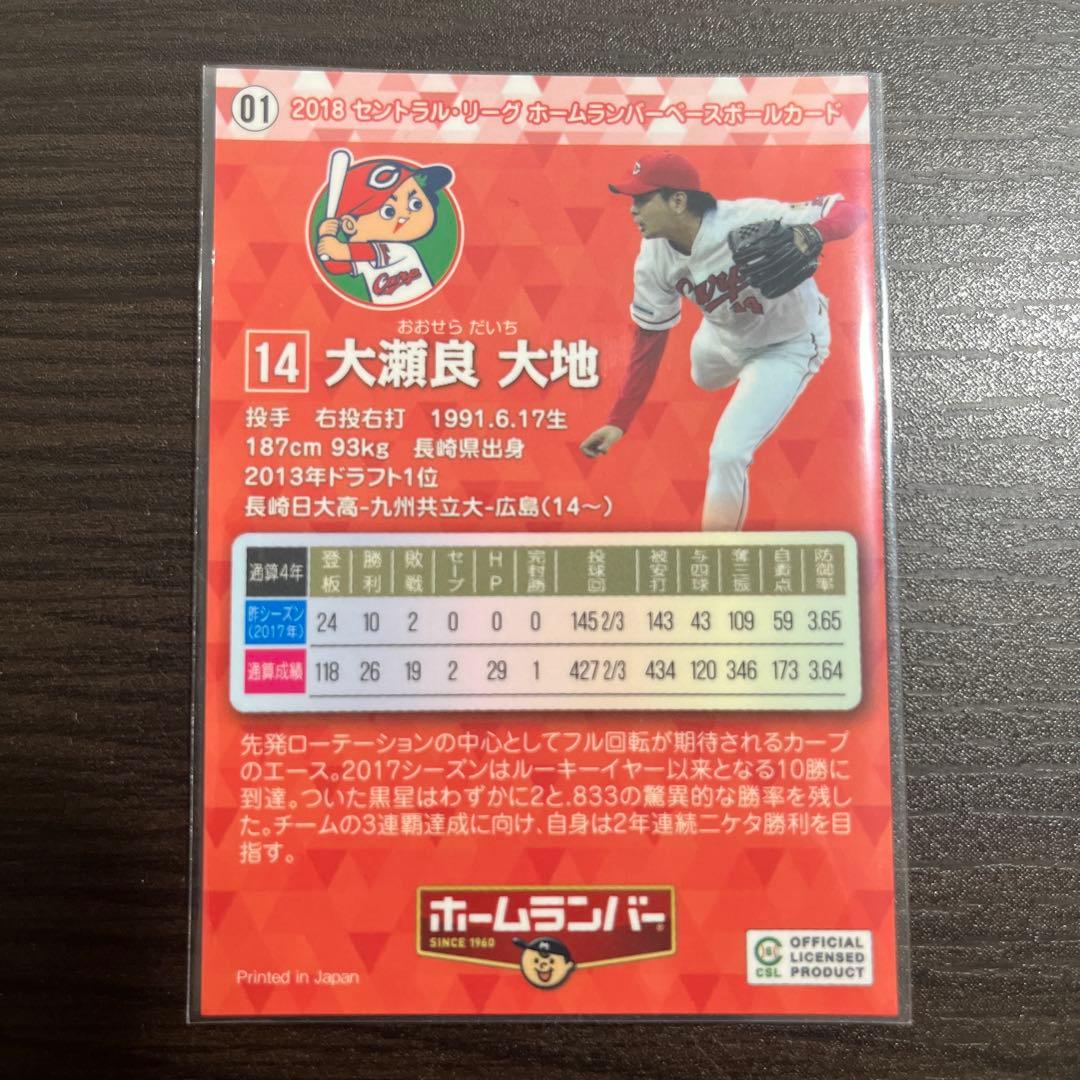 01 2018 セントラル・リーグ ホームランバーベースボールカード
C
Carp
C
Carp
14
おおせら だいち
14 大瀬良 大地
投手 右投右打 1991.6.17生
187cm 93kg 長崎県出身
2013年ドラフト1位
長崎日大高-九州共立大-広島(14~)
通算4年 登板 勝利 敗戦 セーブ HP 完封勝 投球回 被安打 与四球 奪三振 自責点 防御率
昨シーズン(2017年) 24 10 2 0 0 0 145 2/3 143 43 109 59 3.65
通算成績 118 26 19 2 29 1 427 2/3 434 120 346 173 3.64
先発ローテーションの中心としてフル回転が期待されるカープ
のエース。2017シーズンはルーキーイヤー以来となる10勝に
到達。ついた黒星はわずかに2と.833の驚異的な勝率を残し
た。チームの3連覇達成に向け、自身は2年連続二ケタ勝利を目
指す。
ホームランバー®
SINCE 1960
Printed in Japan
CSL
OFFICIAL
LICENSED
PRODUCT